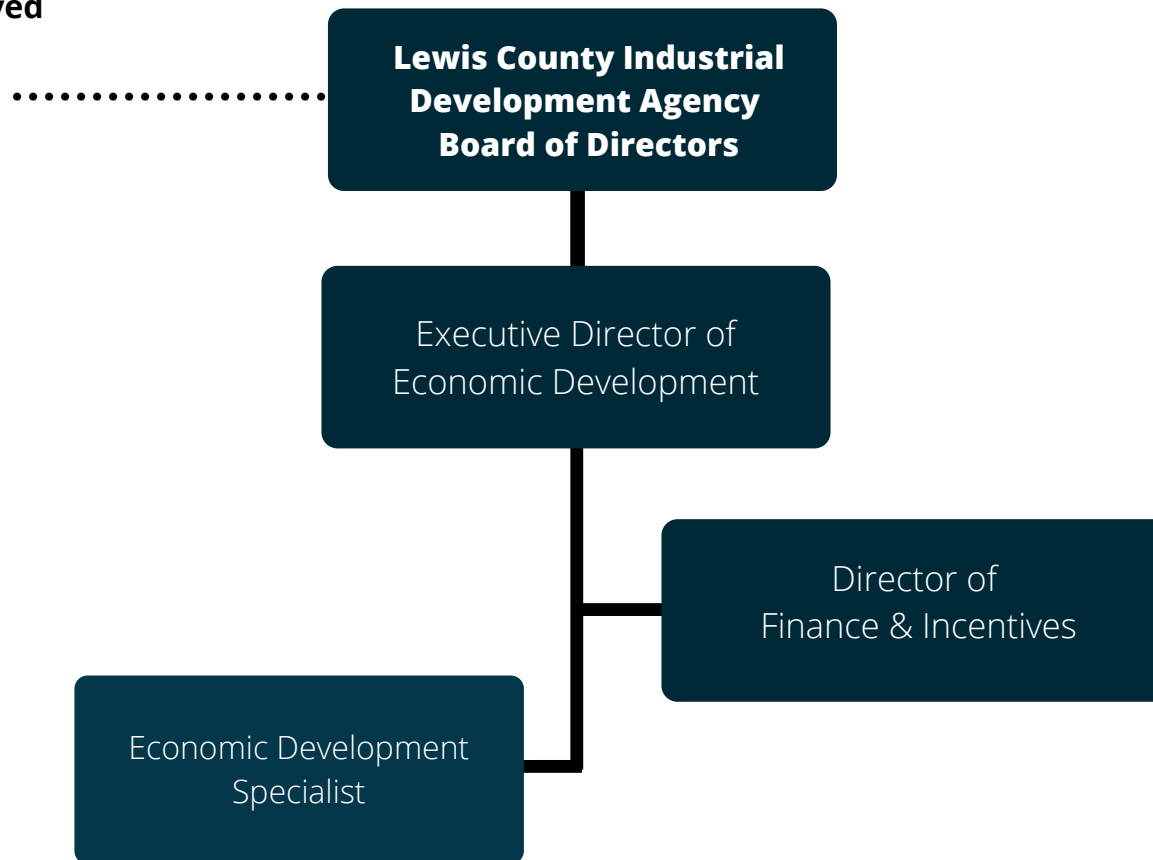 Lewis County Industrial
Development Agency
Board of Directors
Executive Director of
Economic Development
Director of
Finance & Incentives
Economic Development
Specialist